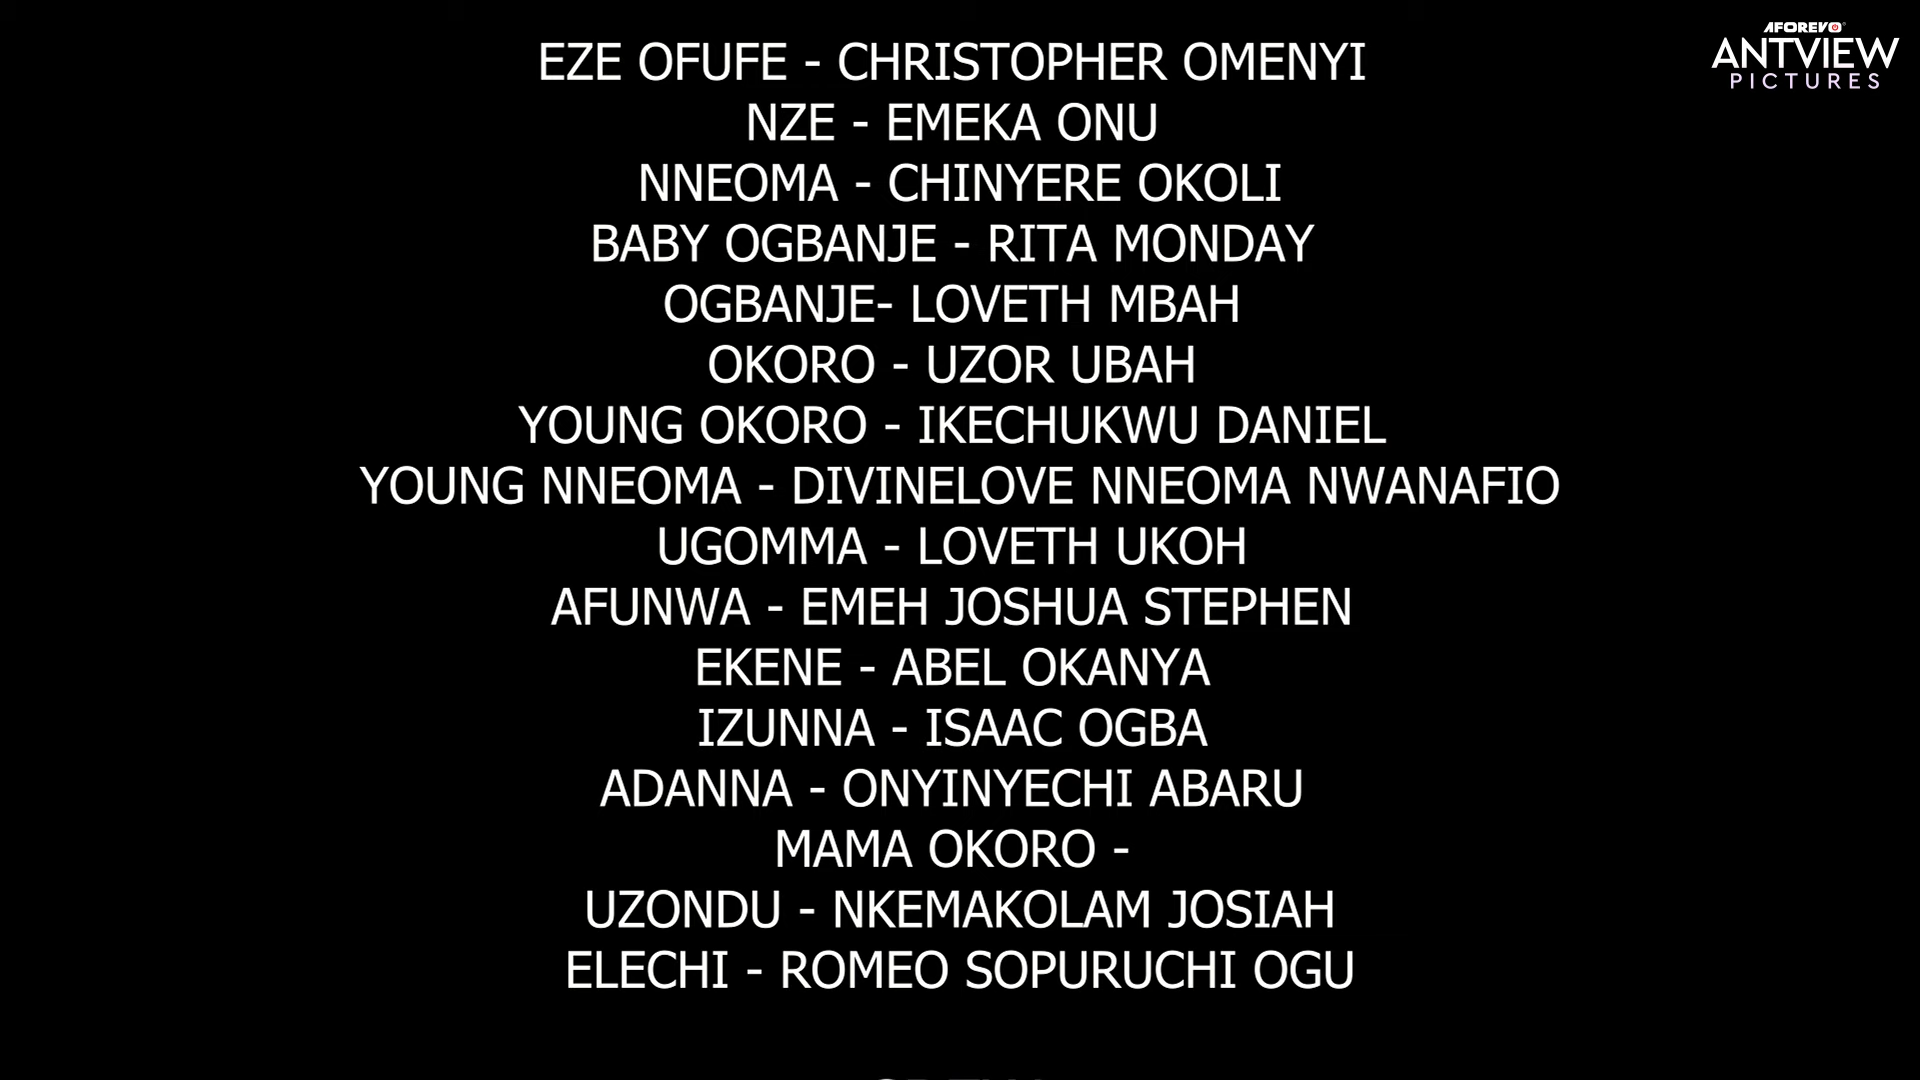 AFOREVO
ANTVIEW
PICTURES
EZE OFUFE - CHRISTOPHER OMENYI
NZE - EMEKA ONU
NNEOMA - CHINYERE OKOLI
BABY OGBANJE - RITA MONDAY
OGBANJE- LOVETH MBAH
OKORO - UZOR UBAH
YOUNG OKORO - IKECHUKWU DANIEL
YOUNG NNEOMA - DIVINELOVE NNEOMA NWANAFIO
UGOMMA - LOVETH UKOH
AFUNWA - EMEH JOSHUA STEPHEN
EKENE - ABEL OKANYA
IZUNNA - ISAAC OGBA
ADANNA - ONYINYECHI ABARU
MAMA OKORO -
UZONDU - NKEMAKOLAM JOSIAH
ELECHI - ROMEO SOPURUCHI OGU